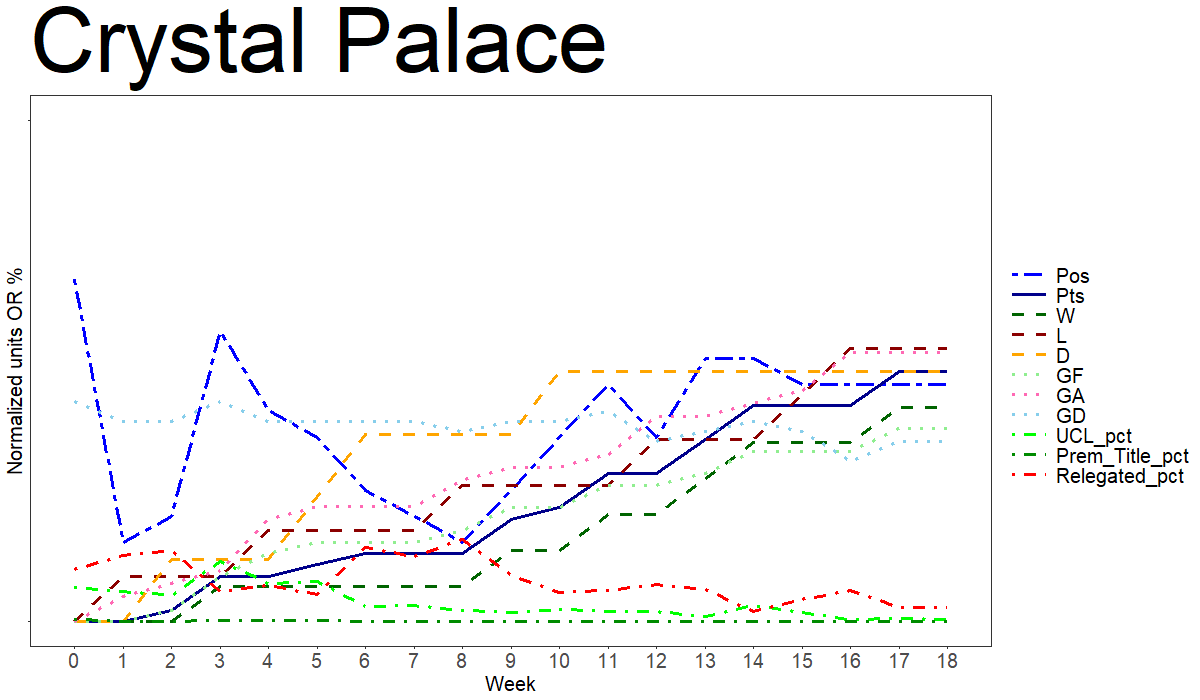 Crystal Palace
Normalized units OR %
0 1 2 3 4 5 6 7 8 9 10 11 12 13 14 15 16 17 18
Week
Pos
Pts
W
L
D
GF
GA
GD
UCL_pct
Prem_Title_pct
Relegated_pct